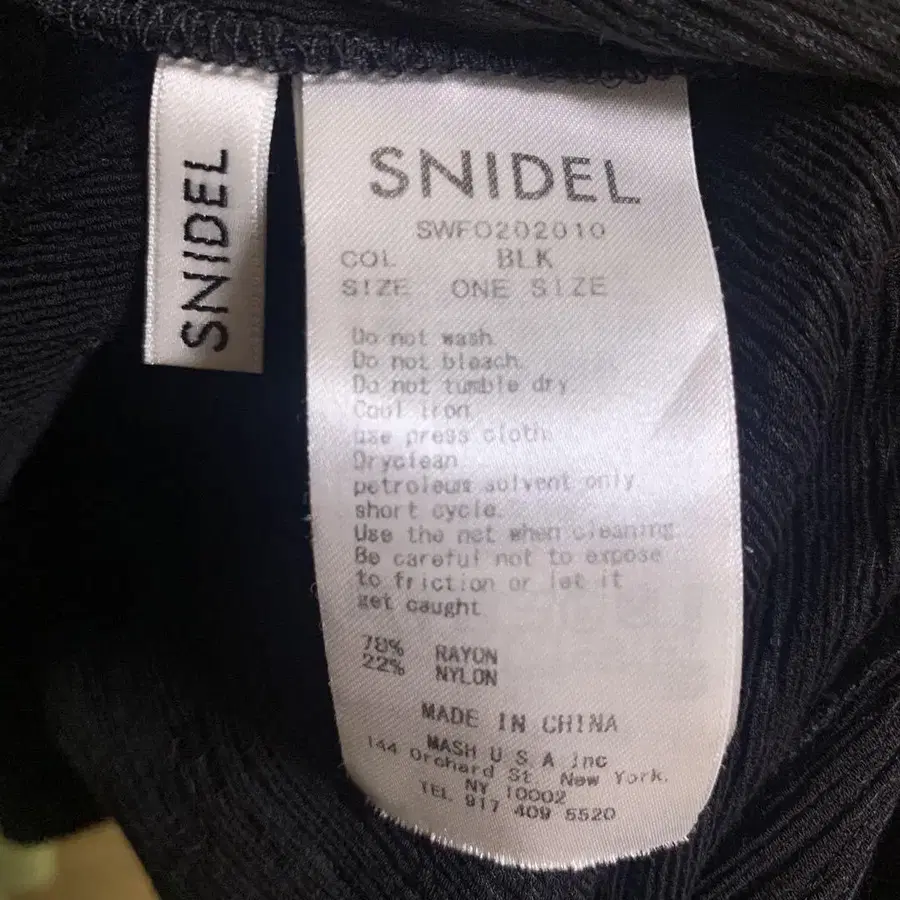 SNIDEL
SNIDEL
SWFO202010
COL BLK
SIZE ONE SIZE
Do not wash.
Do not bleach.
Do not tumble dry.
Cool iron.
use press cloth.
Dryclean
petroleum solvent only
short cycle.
Use the net when cleaning.
Be careful not to expose
to friction or let it
get caught.
78% RAYON
22% NYLON
MADE IN CHINA
MASH U.S.A Inc
144 Orchard St. New York.
NY 10002
TEL. 917 409 5520